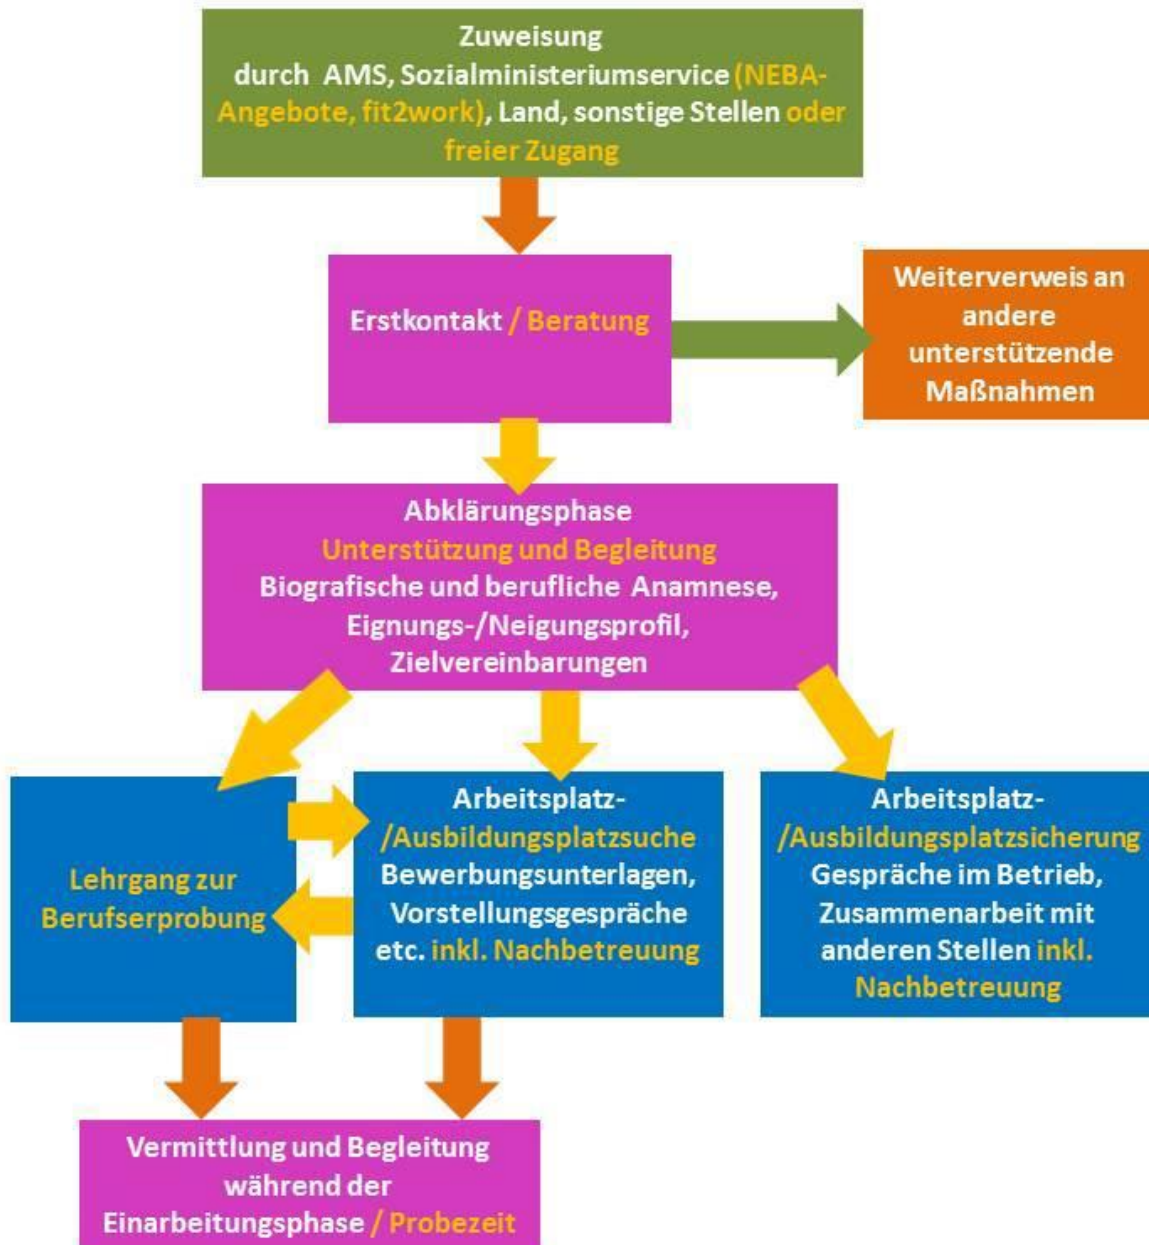 Zuweisung
durch AMS, Sozialministeriumservice (NEBA-
Angebote, fit2work), Land, sonstige Stellen oder
freier Zugang
Erstkontakt / Beratung
Weiterverweis an
andere
unterstützende
Maßnahmen
Abklärungsphase
Unterstützung und Begleitung
Biografische und berufliche Anamnese,
Eignungs-/Neigungsprofil,
Zielvereinbarungen
Lehrgang zur
Berufserprobung
Arbeitsplatz-
/Ausbildungsplatzsuche
Bewerbungsunterlagen,
Vorstellungsgespräche
etc. inkl. Nachbetreuung
Arbeitsplatz-
/Ausbildungsplatzsicherung
Gespräche im Betrieb,
Zusammenarbeit mit
anderen Stellen inkl.
Nachbetreuung
Vermittlung und Begleitung
während der
Einarbeitungsphase / Probezeit